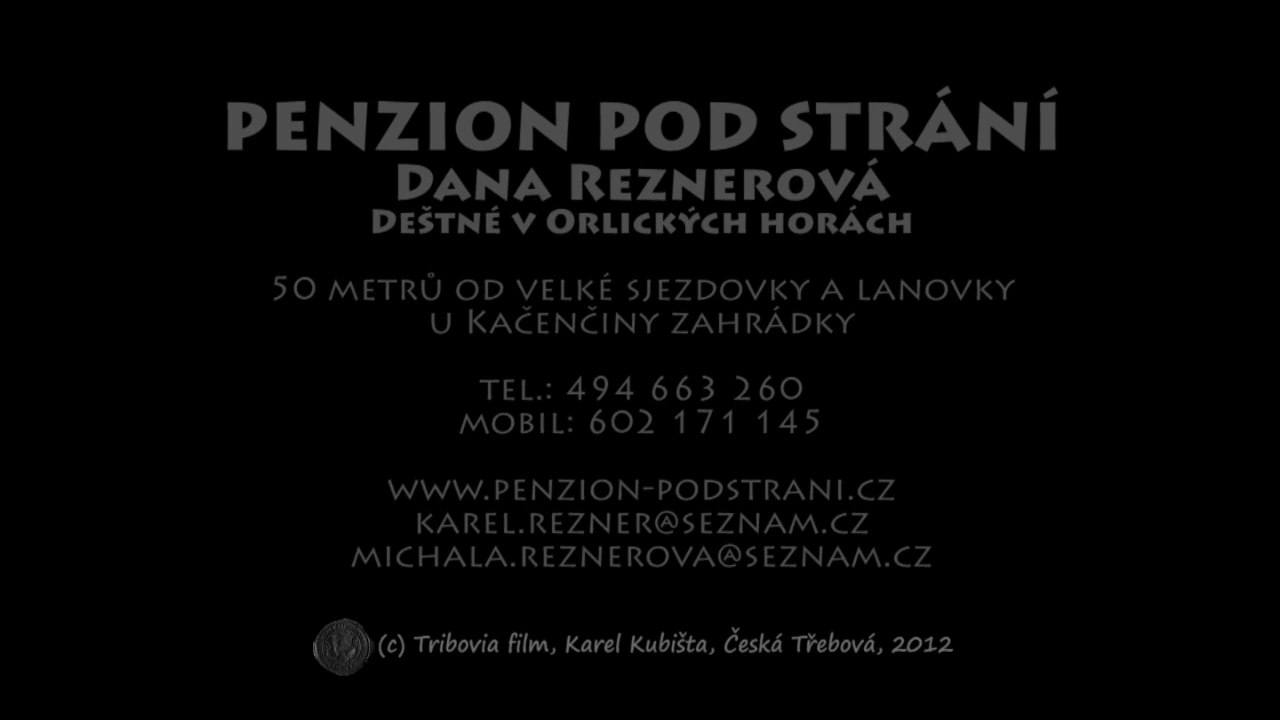 PENZION POD STRÁNÍ
DANA REZNEROVÁ
DEŠTNÉ V ORLICKÝCH HORÁCH
50 METRŮ OD VELKÉ SJEZDOVKY A LANOVKY
U KAČENČINY ZAHRÁDKY
TEL.: 494 663 260
MOBIL: 602 171 145
WWW.PENZION-PODSTRANI.CZ
KAREL.REZNER@SEZNAM.CZ
MICHALA.REZNEROVA@SEZNAM.CZ
(c) Tribovia film, Karel Kubišta, Česká Třebová, 2012